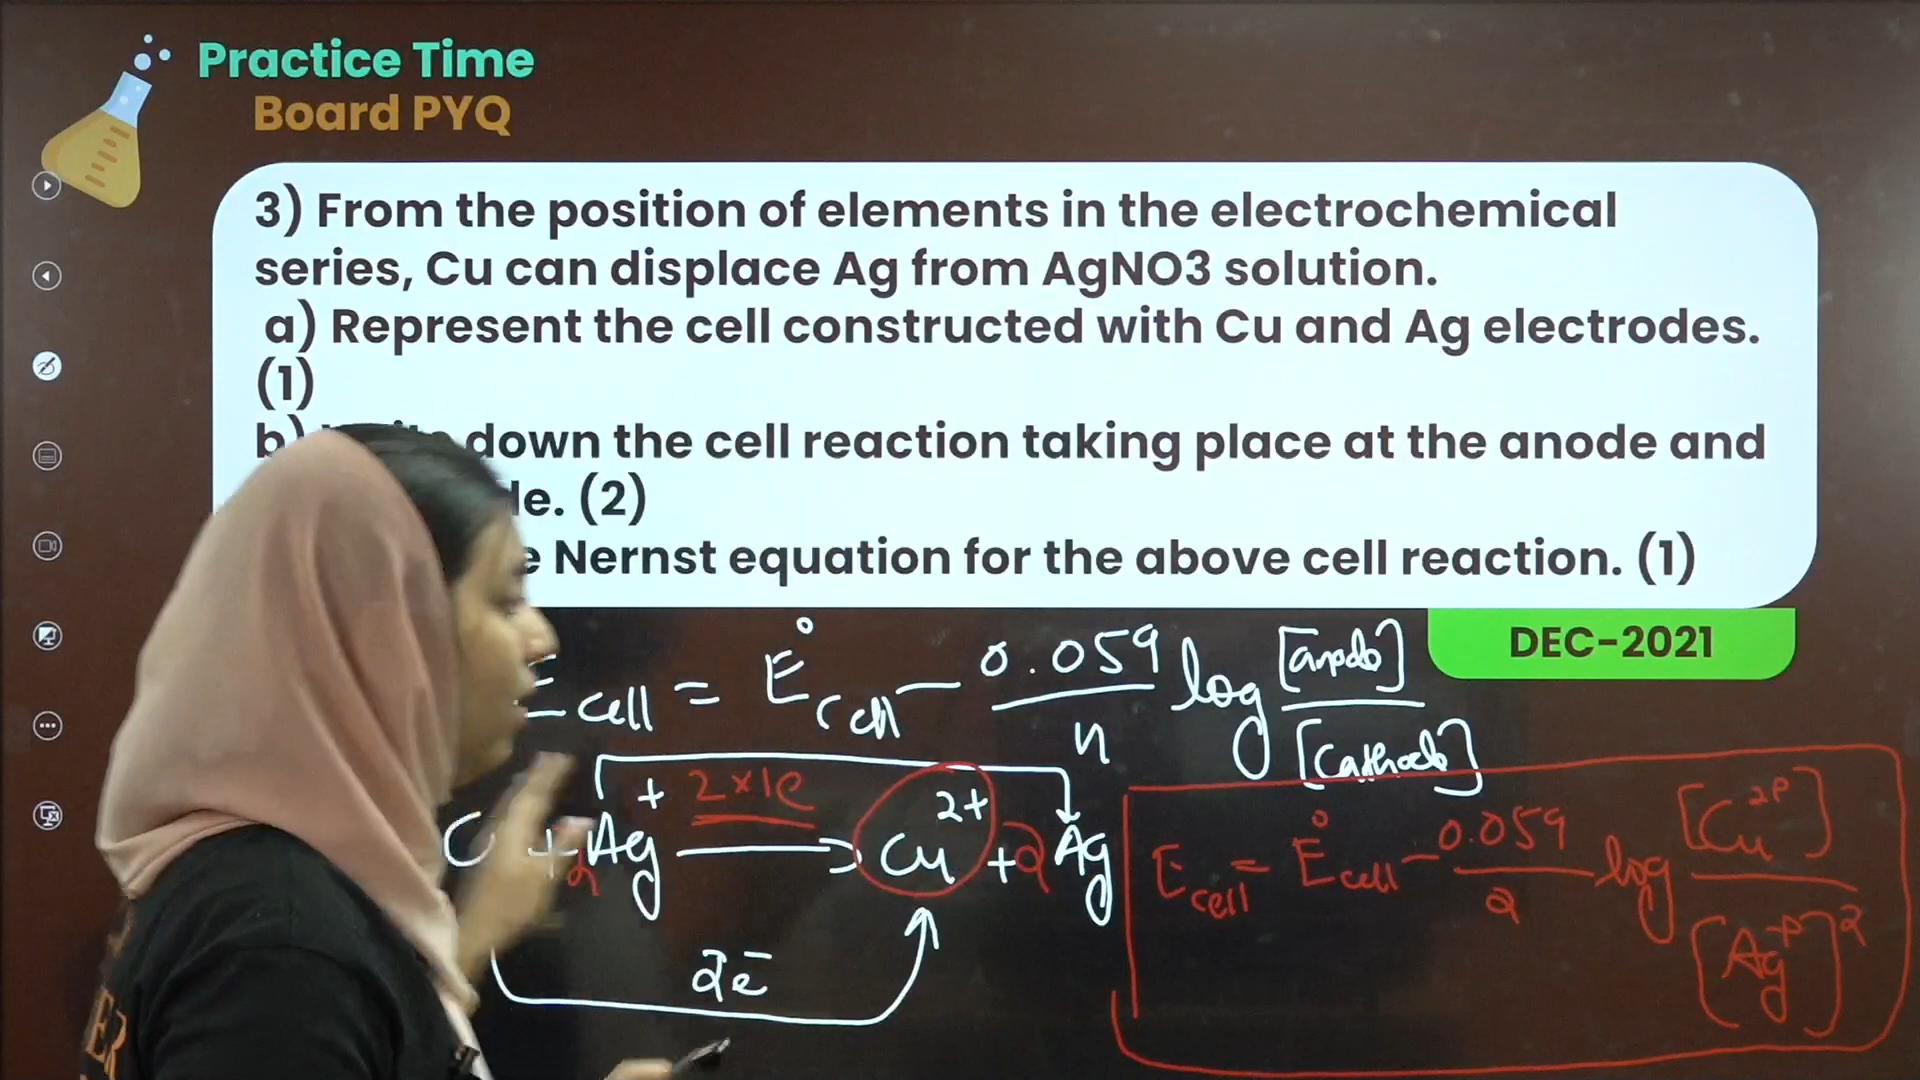 Practice Time
Board PYQ
3) From the position of elements in the electrochemical
series, Cu can displace Ag from AgNO3 solution.
a) Represent the cell constructed with Cu and Ag electrodes.
(1)
b) down the cell reaction taking place at the anode and
(2)
Nernst equation for the above cell reaction. (1)
DEC-2021
E cell = E°cell - 0.059/n log [anode]/[Cathode]
+ 2Ag+ 2×1e → Cu2+ + 2Ag
2e-
E cell = E°cell - 0.059/2 log [Cu2+]/[Ag+]2
ER